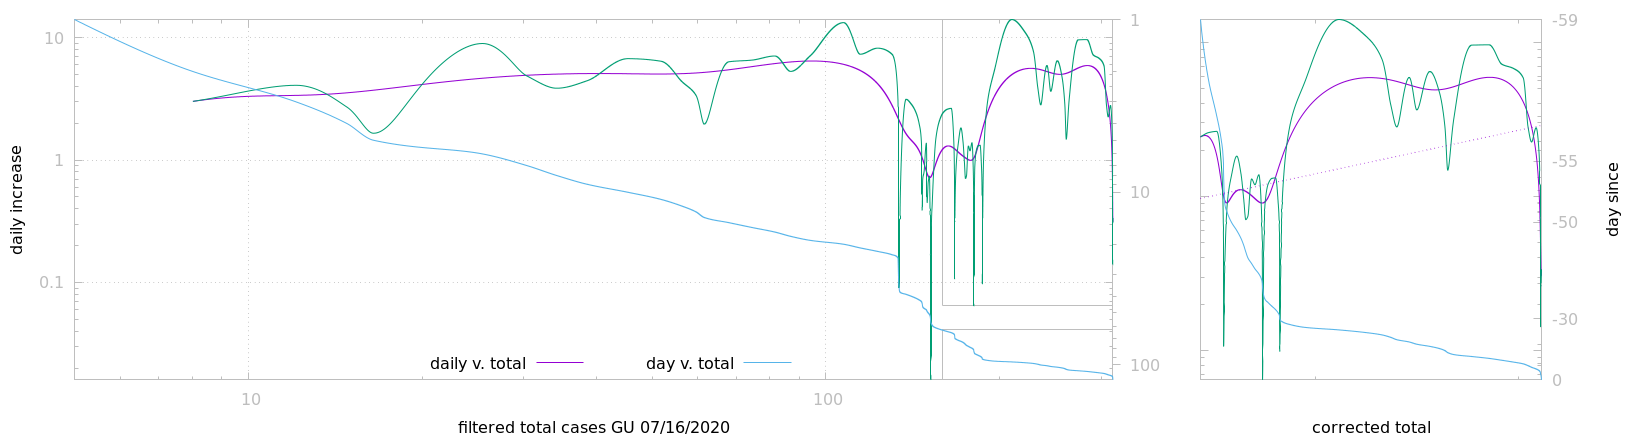 10
1
0.1
daily increase
daily v. total
day v. total
10
100
filtered total cases GU 07/16/2020
1
10
100
-59
-55
-50
-30
0
day since
corrected total